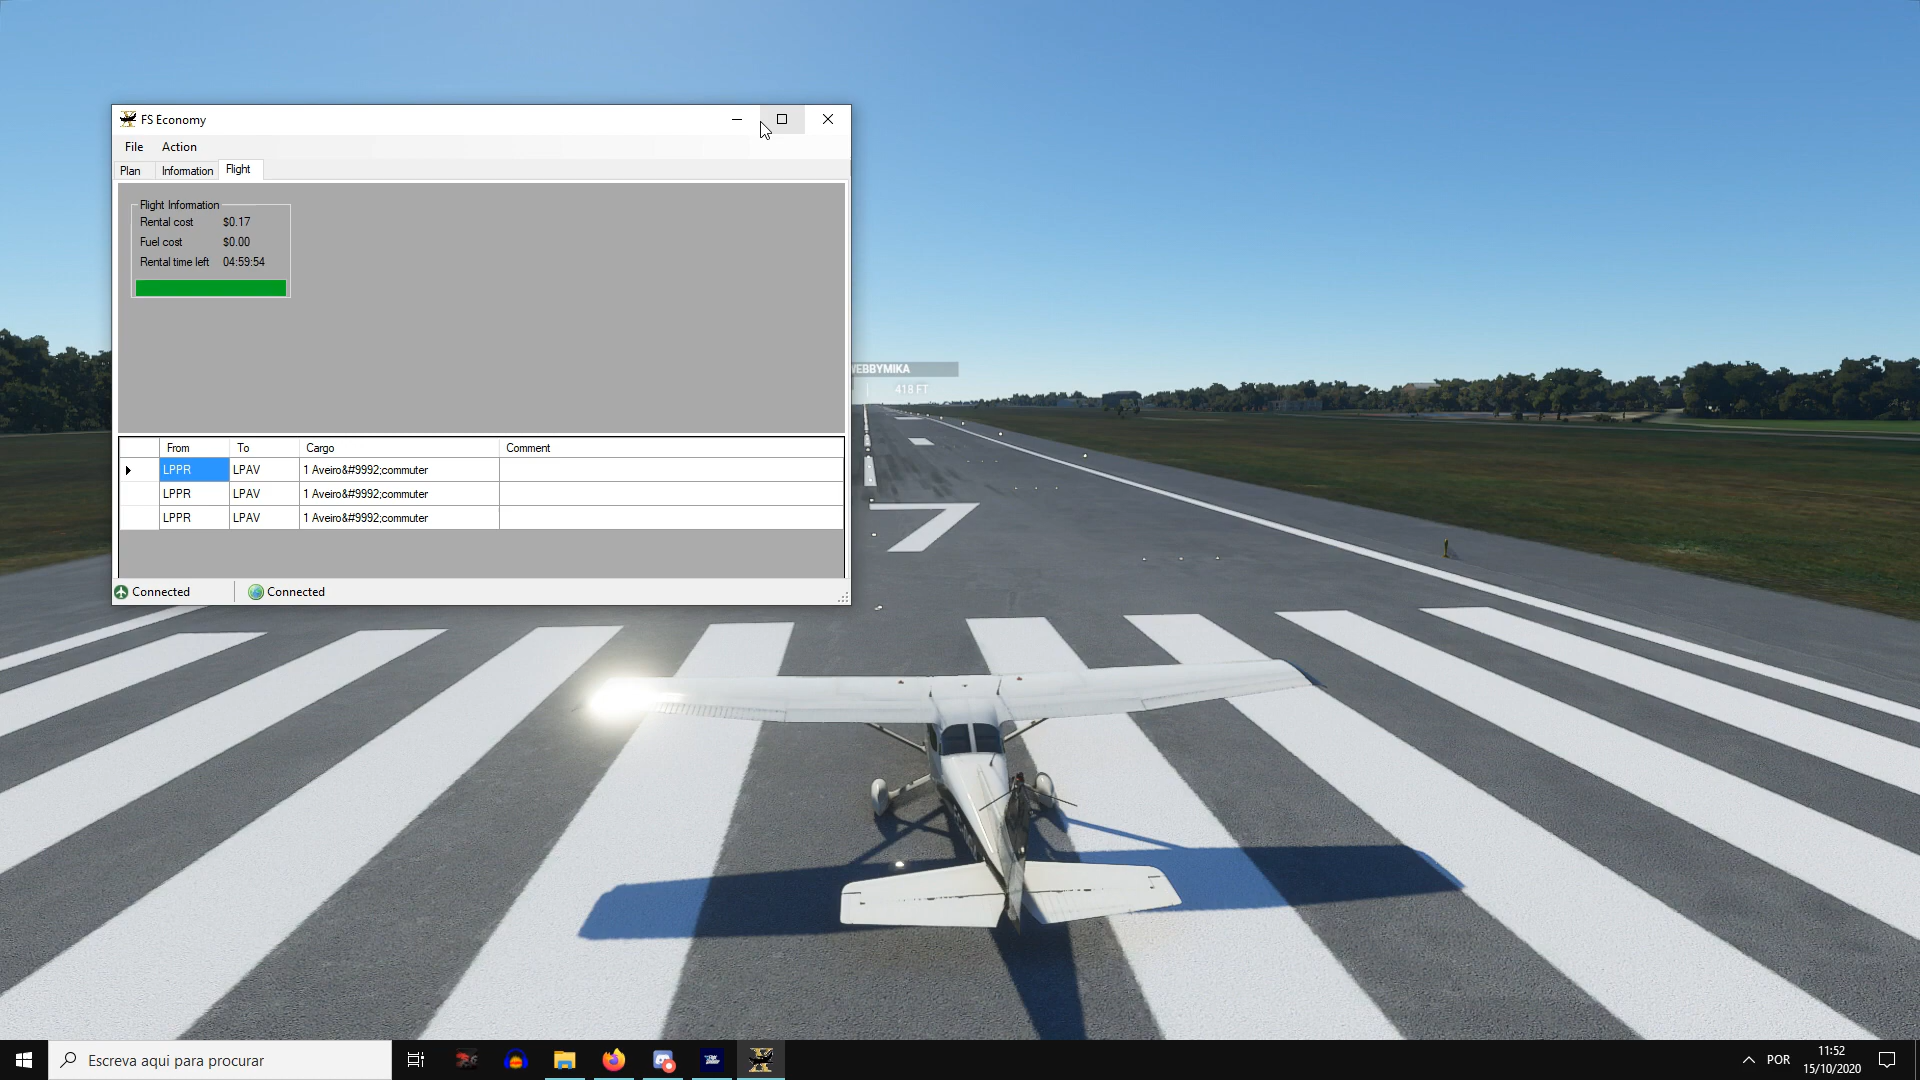 FS Economy
File Action
Plan Information Flight
Flight Information
Rental cost $0.17
Fuel cost $0.00
Rental time left 04:59:54
From To Cargo Comment
LPPR LPAV 1 Aveiro&#9992;commuter
LPPR LPAV 1 Aveiro&#9992;commuter
LPPR LPAV 1 Aveiro&#9992;commuter
Connected Connected
WEBBYMIKA
418 FT
7
Escreva aqui para procurar
POR
11:52
15/10/2020